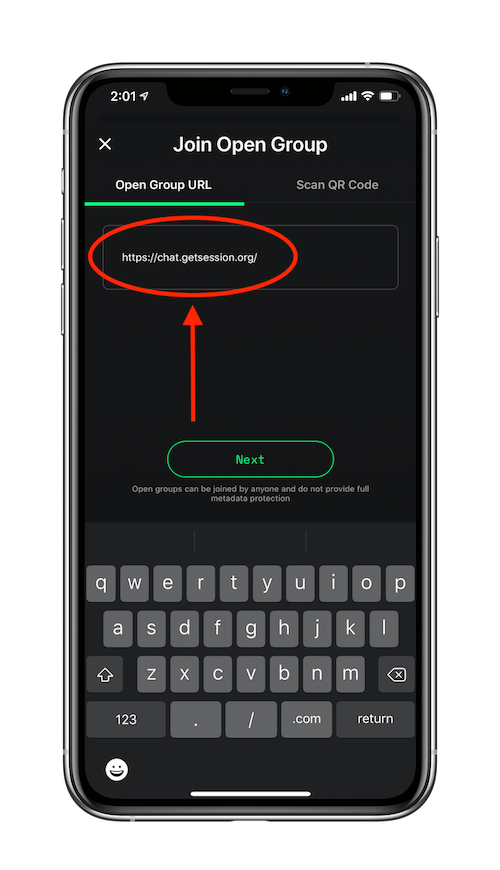 2:01
Join Open Group
Open Group URL
Scan QR Code
https://chat.getsession.org/
Next
Open groups can be joined by anyone and do not provide full
metadata protection
q w e r t y u i o p
a s d f g h j k l
z x c v b n m
123 . / .com return